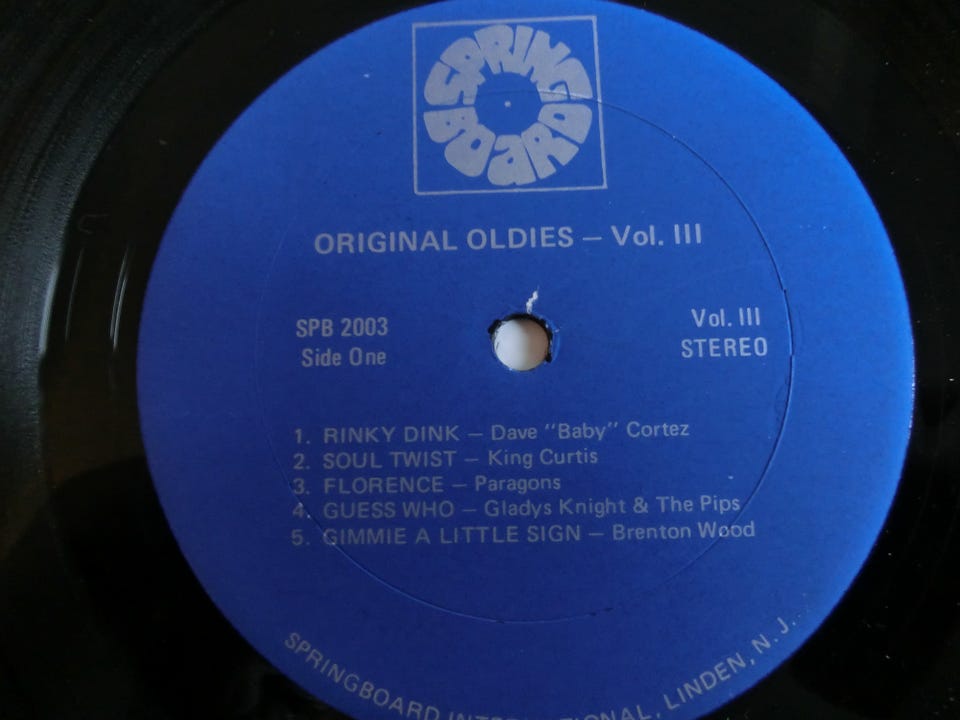 SPRINGBOARD
ORIGINAL OLDIES – Vol. III
SPB 2003
Side One
Vol. III
STEREO
1. RINKY DINK – Dave "Baby" Cortez
2. SOUL TWIST – King Curtis
3. FLORENCE – Paragons
4. GUESS WHO – Gladys Knight & The Pips
5. GIMMIE A LITTLE SIGN – Brenton Wood
SPRINGBOARD INTERNATIONAL, LINDEN, N. J.